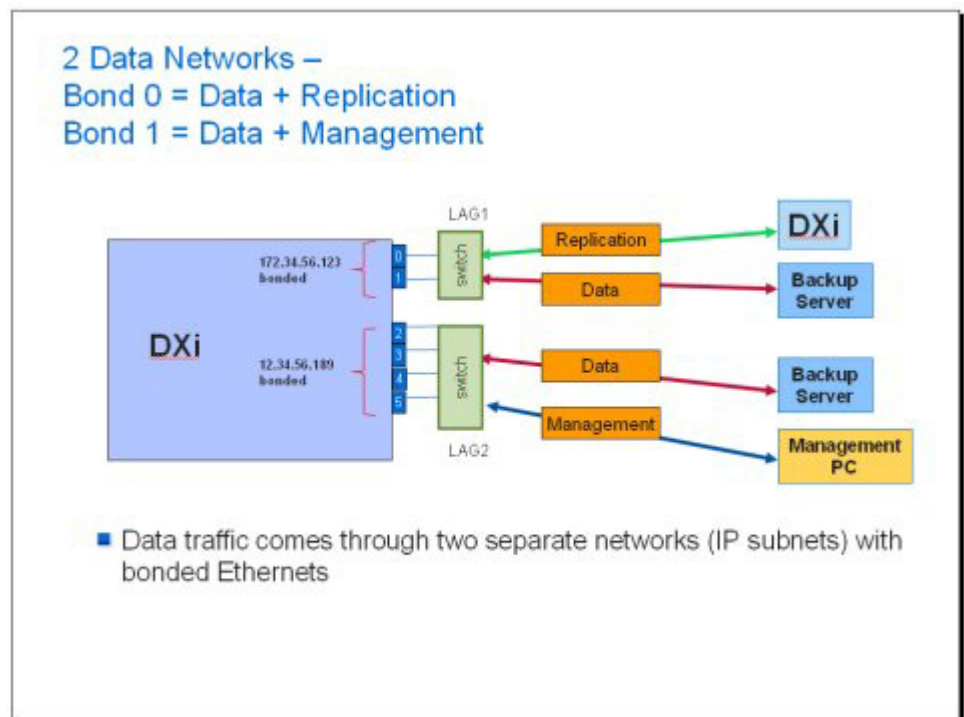 2 Data Networks –
Bond 0 = Data + Replication
Bond 1 = Data + Management
LAG1
172.34.56.123
bonded
0
1
switch
Replication
Data
DXi
Backup
Server
DXi
12.34.56.189
bonded
2
3
4
5
switch
LAG2
Data
Management
Backup
Server
Management
PC
Data traffic comes through two separate networks (IP subnets) with
bonded Ethernets